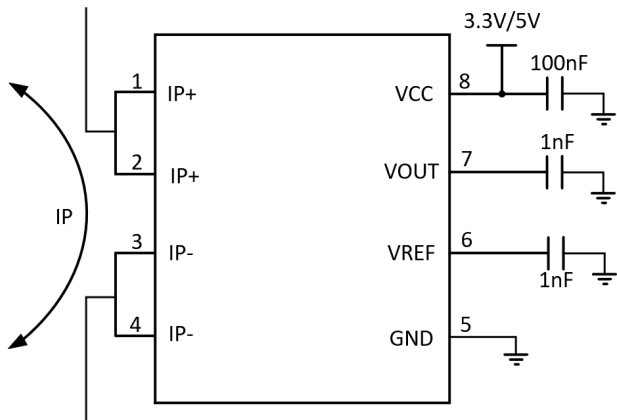 3.3V/5V
100nF
1
IP+
VCC
8
1nF
2
IP+
VOUT
7
IP
3
IP-
VREF
6
1nF
4
IP-
GND
5